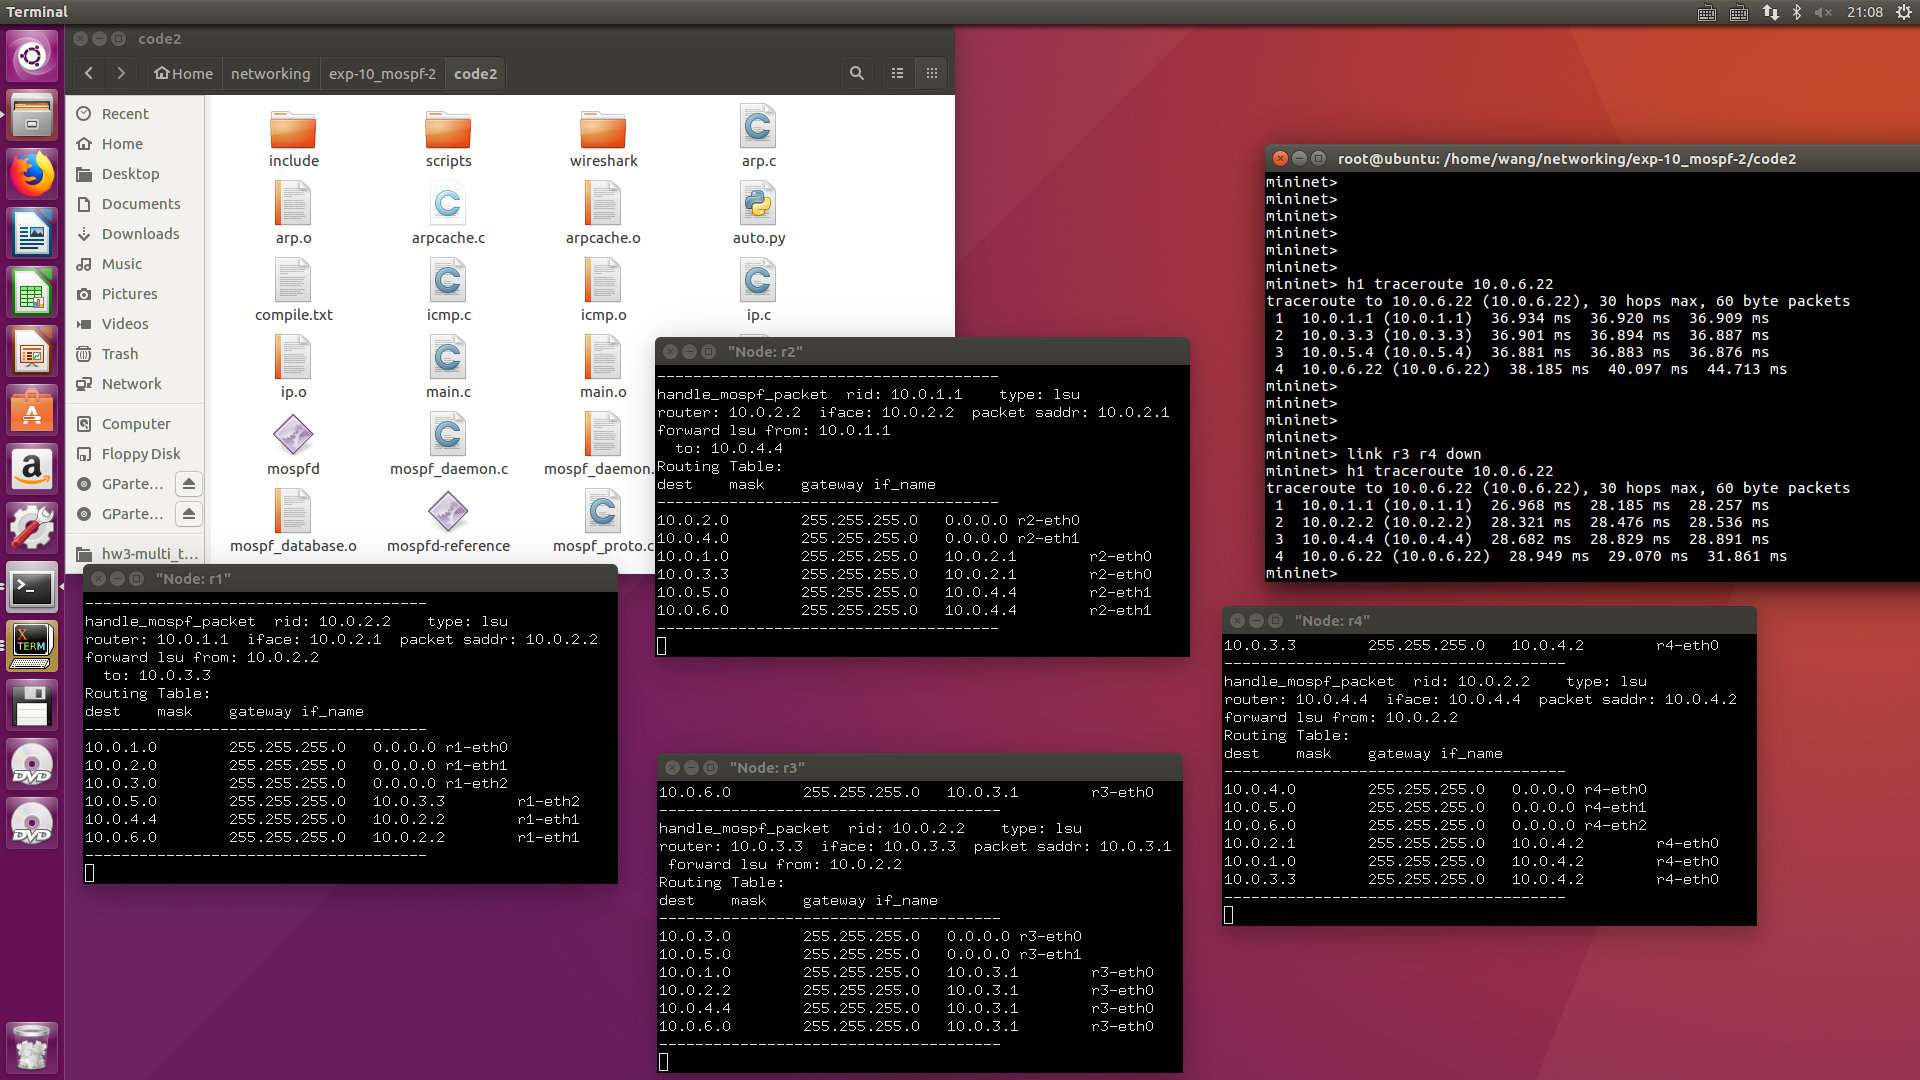 Terminal
21:08
code2
Home
networking
exp-10_mospf-2
code2
Recent
Home
Desktop
Documents
Downloads
Music
Pictures
Videos
Trash
Network
Computer
Floppy Disk
GParte...
GParte...
hw3-multi_t...
include
scripts
wireshark
arp.c
arp.o
arpcache.c
arpcache.o
auto.py
compile.txt
icmp.c
icmp.o
ip.c
ip.o
main.c
main.o
mospfd
mospf_daemon.c
mospf_daemon.
mospf_database.o
mospfd-reference
mospf_proto.c
root@ubuntu: /home/wang/networking/exp-10_mospf-2/code2
mininet>
mininet>
mininet>
mininet>
mininet>
mininet>
mininet> h1 traceroute 10.0.6.22
traceroute to 10.0.6.22 (10.0.6.22), 30 hops max, 60 byte packets
1 10.0.1.1 (10.0.1.1) 36.934 ms 36.920 ms 36.909 ms
2 10.0.3.3 (10.0.3.3) 36.901 ms 36.894 ms 36.887 ms
3 10.0.5.4 (10.0.5.4) 36.881 ms 36.883 ms 36.876 ms
4 10.0.6.22 (10.0.6.22) 38.185 ms 40.097 ms 44.713 ms
mininet>
mininet>
mininet>
mininet>
mininet> link r3 r4 down
mininet> h1 traceroute 10.0.6.22
traceroute to 10.0.6.22 (10.0.6.22), 30 hops max, 60 byte packets
1 10.0.1.1 (10.0.1.1) 26.968 ms 28.185 ms 28.257 ms
2 10.0.2.2 (10.0.2.2) 28.321 ms 28.476 ms 28.536 ms
3 10.0.4.4 (10.0.4.4) 28.682 ms 28.829 ms 28.891 ms
4 10.0.6.22 (10.0.6.22) 28.949 ms 29.070 ms 31.861 ms
mininet>
"Node: r2"
--------------------------------------
handle_mospf_packet rid: 10.0.1.1 type: lsu
router: 10.0.2.2 iface: 10.0.2.2 packet saddr: 10.0.2.1
forward lsu from: 10.0.1.1
to: 10.0.4.4
Routing Table:
dest mask gateway if_name
--------------------------------------
10.0.2.0 255.255.255.0 0.0.0.0 r2-eth0
10.0.4.0 255.255.255.0 0.0.0.0 r2-eth1
10.0.1.0 255.255.255.0 10.0.2.1 r2-eth0
10.0.3.3 255.255.255.0 10.0.2.1 r2-eth0
10.0.5.0 255.255.255.0 10.0.4.4 r2-eth1
10.0.6.0 255.255.255.0 10.0.4.4 r2-eth1
--------------------------------------
"Node: r1"
--------------------------------------
handle_mospf_packet rid: 10.0.2.2 type: lsu
router: 10.0.1.1 iface: 10.0.2.1 packet saddr: 10.0.2.2
forward lsu from: 10.0.2.2
to: 10.0.3.3
Routing Table:
dest mask gateway if_name
--------------------------------------
10.0.1.0 255.255.255.0 0.0.0.0 r1-eth0
10.0.2.0 255.255.255.0 0.0.0.0 r1-eth1
10.0.3.0 255.255.255.0 0.0.0.0 r1-eth2
10.0.5.0 255.255.255.0 10.0.3.3 r1-eth2
10.0.4.4 255.255.255.0 10.0.2.2 r1-eth1
10.0.6.0 255.255.255.0 10.0.2.2 r1-eth1
--------------------------------------
"Node: r3"
10.0.6.0 255.255.255.0 10.0.3.1 r3-eth0
--------------------------------------
handle_mospf_packet rid: 10.0.2.2 type: lsu
router: 10.0.3.3 iface: 10.0.3.3 packet saddr: 10.0.3.1
forward lsu from: 10.0.2.2
Routing Table:
dest mask gateway if_name
--------------------------------------
10.0.3.0 255.255.255.0 0.0.0.0 r3-eth0
10.0.5.0 255.255.255.0 0.0.0.0 r3-eth1
10.0.1.0 255.255.255.0 10.0.3.1 r3-eth0
10.0.2.2 255.255.255.0 10.0.3.1 r3-eth0
10.0.4.4 255.255.255.0 10.0.3.1 r3-eth0
10.0.6.0 255.255.255.0 10.0.3.1 r3-eth0
--------------------------------------
"Node: r4"
10.0.3.3 255.255.255.0 10.0.4.2 r4-eth0
--------------------------------------
handle_mospf_packet rid: 10.0.2.2 type: lsu
router: 10.0.4.4 iface: 10.0.4.4 packet saddr: 10.0.4.2
forward lsu from: 10.0.2.2
Routing Table:
dest mask gateway if_name
--------------------------------------
10.0.4.0 255.255.255.0 0.0.0.0 r4-eth0
10.0.5.0 255.255.255.0 0.0.0.0 r4-eth1
10.0.6.0 255.255.255.0 0.0.0.0 r4-eth2
10.0.2.1 255.255.255.0 10.0.4.2 r4-eth0
10.0.1.0 255.255.255.0 10.0.4.2 r4-eth0
10.0.3.3 255.255.255.0 10.0.4.2 r4-eth0
--------------------------------------
X
TERM
DVD
DVD